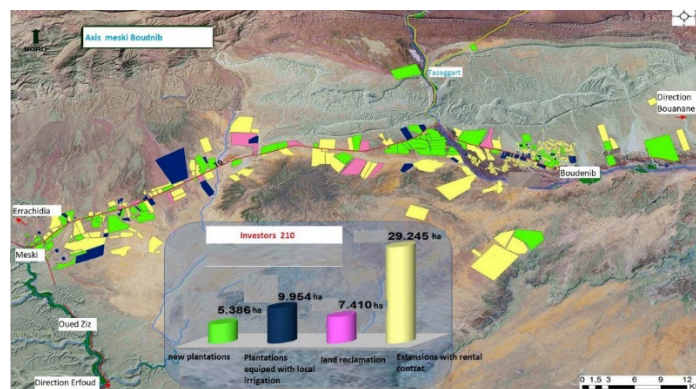 Axis meski Boudnib
NORD
Tazaggart
Direction
Bouanane
10
Boudenib
Errachidia
Meski
Investors 210
29.245 ha
9.954 ha
7.410 ha
5.386 ha
new plantations
Plantations
equiped with local
Irrigation
land reclamation
Extensions with rental
contrat
Oued Ziz
Direction Erfoud
0 1,5 3 6 9 12